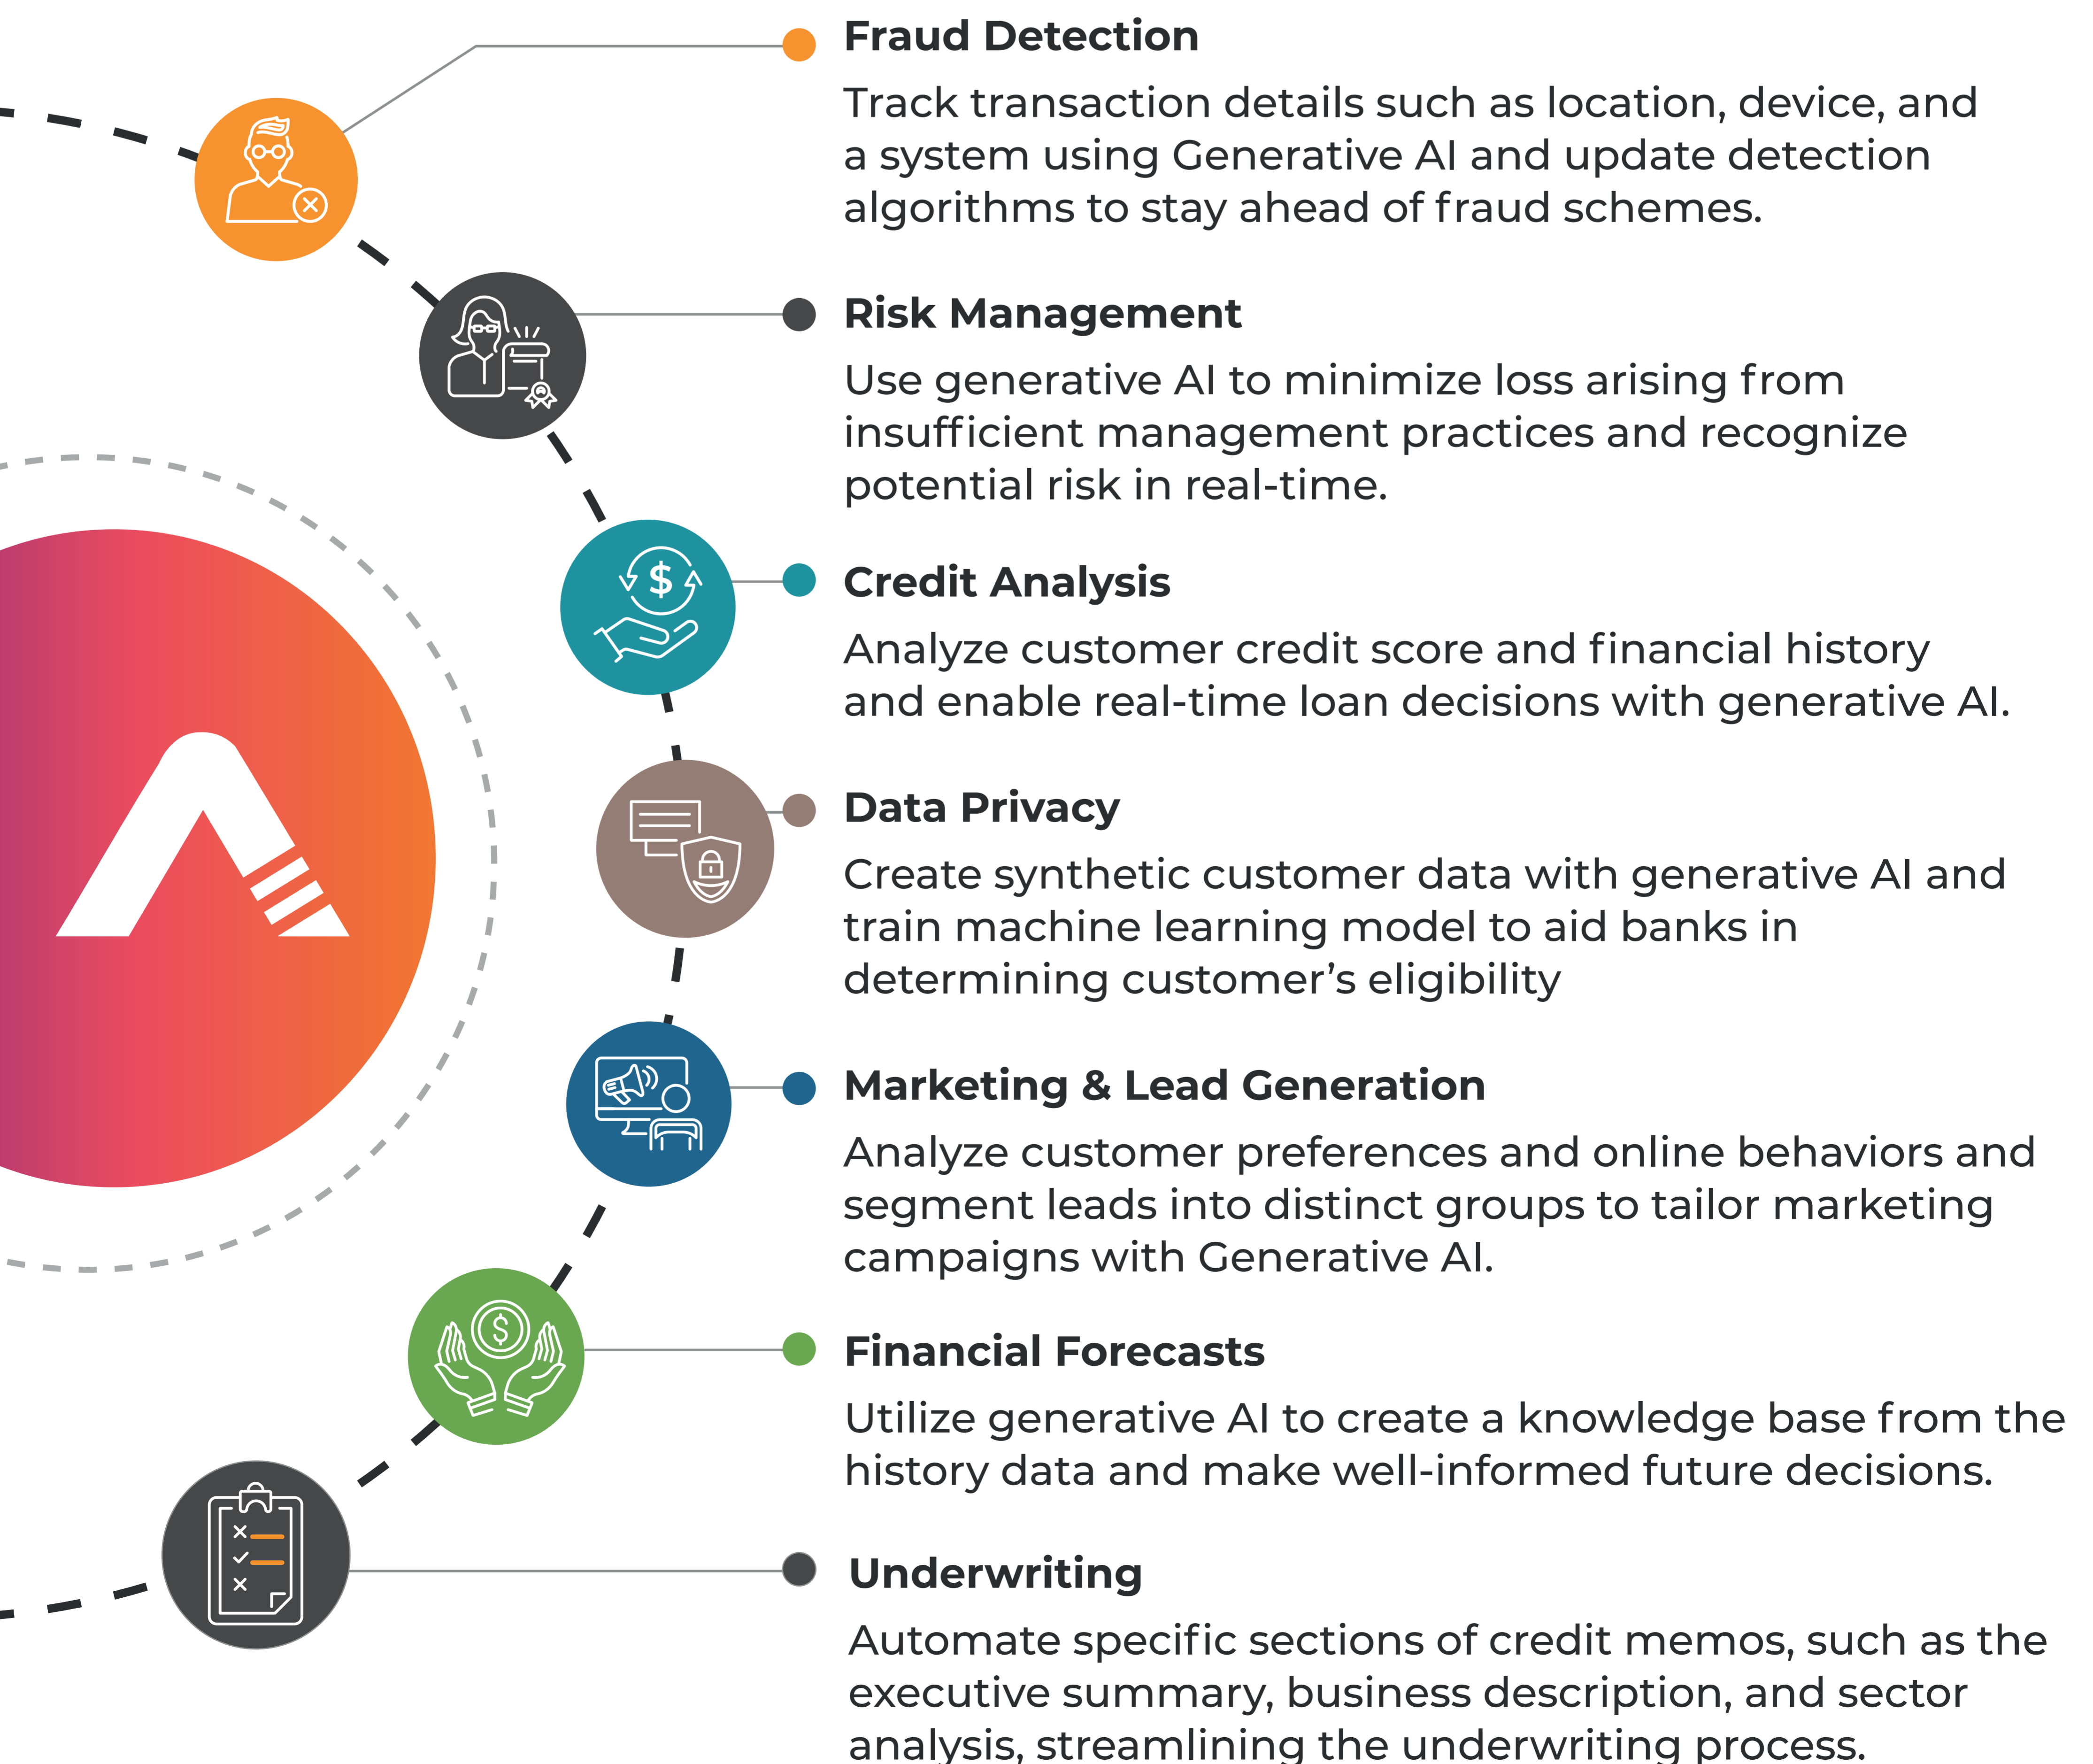 Fraud Detection
Track transaction details such as location, device, and
a system using Generative AI and update detection
algorithms to stay ahead of fraud schemes.
Risk Management
Use generative AI to minimize loss arising from
insufficient management practices and recognize
potential risk in real-time.
Credit Analysis
Analyze customer credit score and financial history
and enable real-time loan decisions with generative AI.
Data Privacy
Create synthetic customer data with generative AI and
train machine learning model to aid banks in
determining customer’s eligibility
Marketing & Lead Generation
Analyze customer preferences and online behaviors and
segment leads into distinct groups to tailor marketing
campaigns with Generative AI.
Financial Forecasts
Utilize generative AI to create a knowledge base from the
history data and make well-informed future decisions.
Underwriting
Automate specific sections of credit memos, such as the
executive summary, business description, and sector
analysis, streamlining the underwriting process.